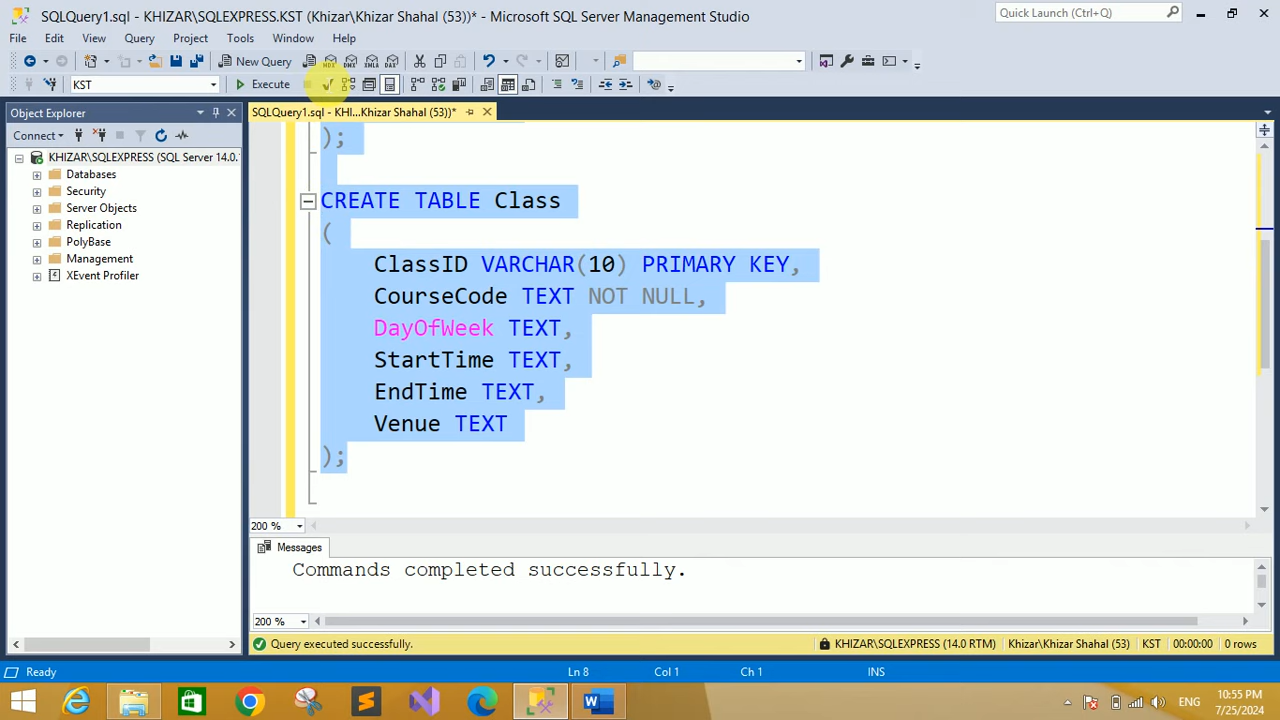 SQLQuery1.sql - KHIZAR\SQLEXPRESS.KST (Khizar\Khizar Shahal (53))* - Microsoft SQL Server Management Studio
Quick Launch (Ctrl+Q)
File Edit View Query Project Tools Window Help
New Query
KST
Execute
Object Explorer
SQLQuery1.sql - KHI...Khizar Shahal (53))*
Connect
KHIZAR\SQLEXPRESS (SQL Server 14.0.
Databases
Security
Server Objects
Replication
PolyBase
Management
XEvent Profiler
);
CREATE TABLE Class
(
ClassID VARCHAR(10) PRIMARY KEY,
CourseCode TEXT NOT NULL,
DayOfWeek TEXT,
StartTime TEXT,
EndTime TEXT,
Venue TEXT
);
200 %
Messages
Commands completed successfully.
200 %
Query executed successfully.
KHIZAR\SQLEXPRESS (14.0 RTM) Khizar\Khizar Shahal (53) KST 00:00:00 0 rows
Ready Ln 8 Col 1 Ch 1 INS
ENG
10:55 PM
7/25/2024